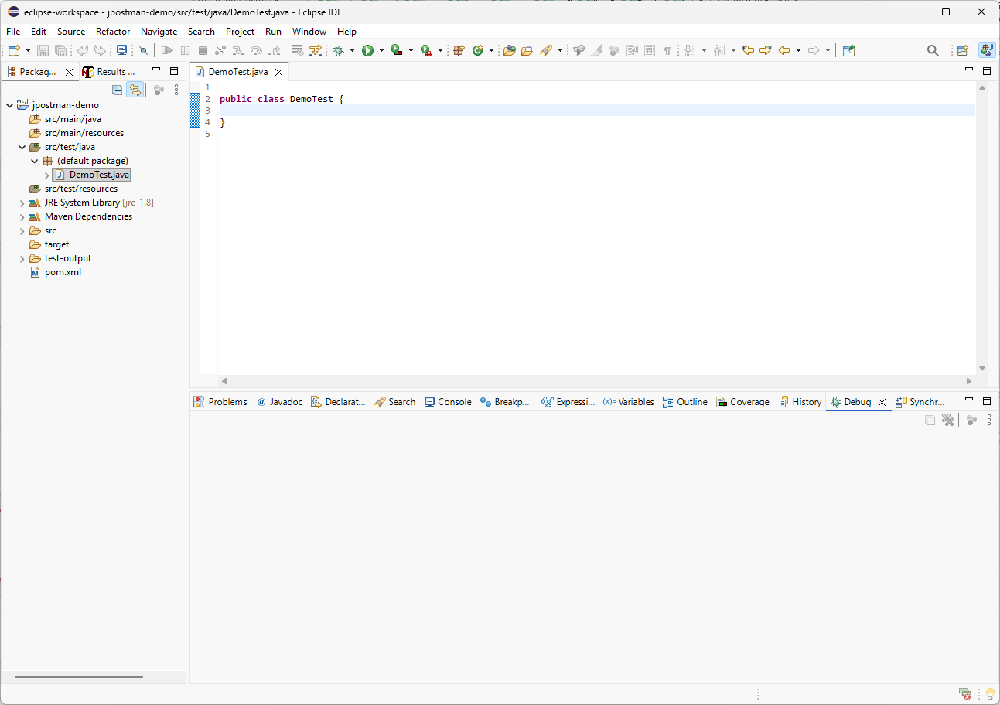 eclipse-workspace - jpostman-demo/src/test/java/DemoTest.java - Eclipse IDE
File Edit Source Refactor Navigate Search Project Run Window Help
Packag... Results ... DemoTest.java
jpostman-demo
src/main/java
src/main/resources
src/test/java
(default package)
DemoTest.java
src/test/resources
JRE System Library [jre-1.8]
Maven Dependencies
src
target
test-output
pom.xml
1
2 public class DemoTest {
3
4 }
5
Problems @ Javadoc Declarat... Search Console Breakp... Expressi... (x)= Variables Outline Coverage History Debug Synchr...